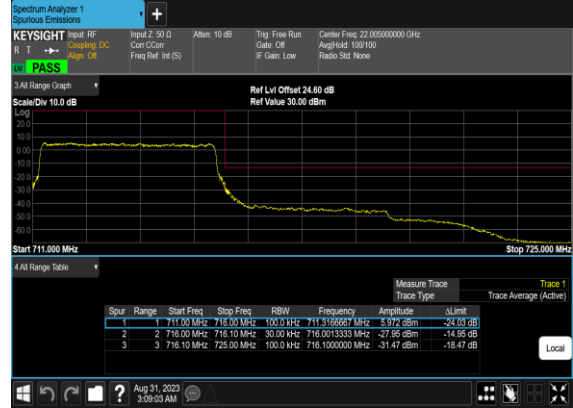 Spectrum Analyzer 1
Spurious Emissions
+
KEYSIGHT Input: RF Input Z: 50 Ω Atten: 10 dB Trig: Free Run Center Freq: 22.005000000 GHz
R T Coupling: DC Corr CCorr Gate: Off Avg|Hold: 100/100
Align: Off Freq Ref: Int (S) IF Gain: Low Radio Std: None
PASS
3 All Range Graph
Ref Lvl Offset 24.60 dB
Scale/Div 10.0 dB Ref Value 30.00 dBm
Log
20.0
10.0
0.00
-10.0
-20.0
-30.0
-40.0
-50.0
-60.0
Start 711.000 MHz Stop 725.000 MHz
4 All Range Table
Measure Trace Trace 1
Trace Type Trace Average (Active)
Spur Range Start Freq Stop Freq RBW Frequency Amplitude ΔLimit
1 1 711.00 MHz 716.00 MHz 100.0 kHz 711.3166667 MHz 5.972 dBm -24.03 dB
2 2 716.00 MHz 716.10 MHz 30.00 kHz 716.0013333 MHz -27.95 dBm -14.95 dB
3 3 716.10 MHz 725.00 MHz 100.0 kHz 716.1000000 MHz -31.47 dBm -18.47 dB
Local
?
Aug 31, 2023
3:09:03 AM